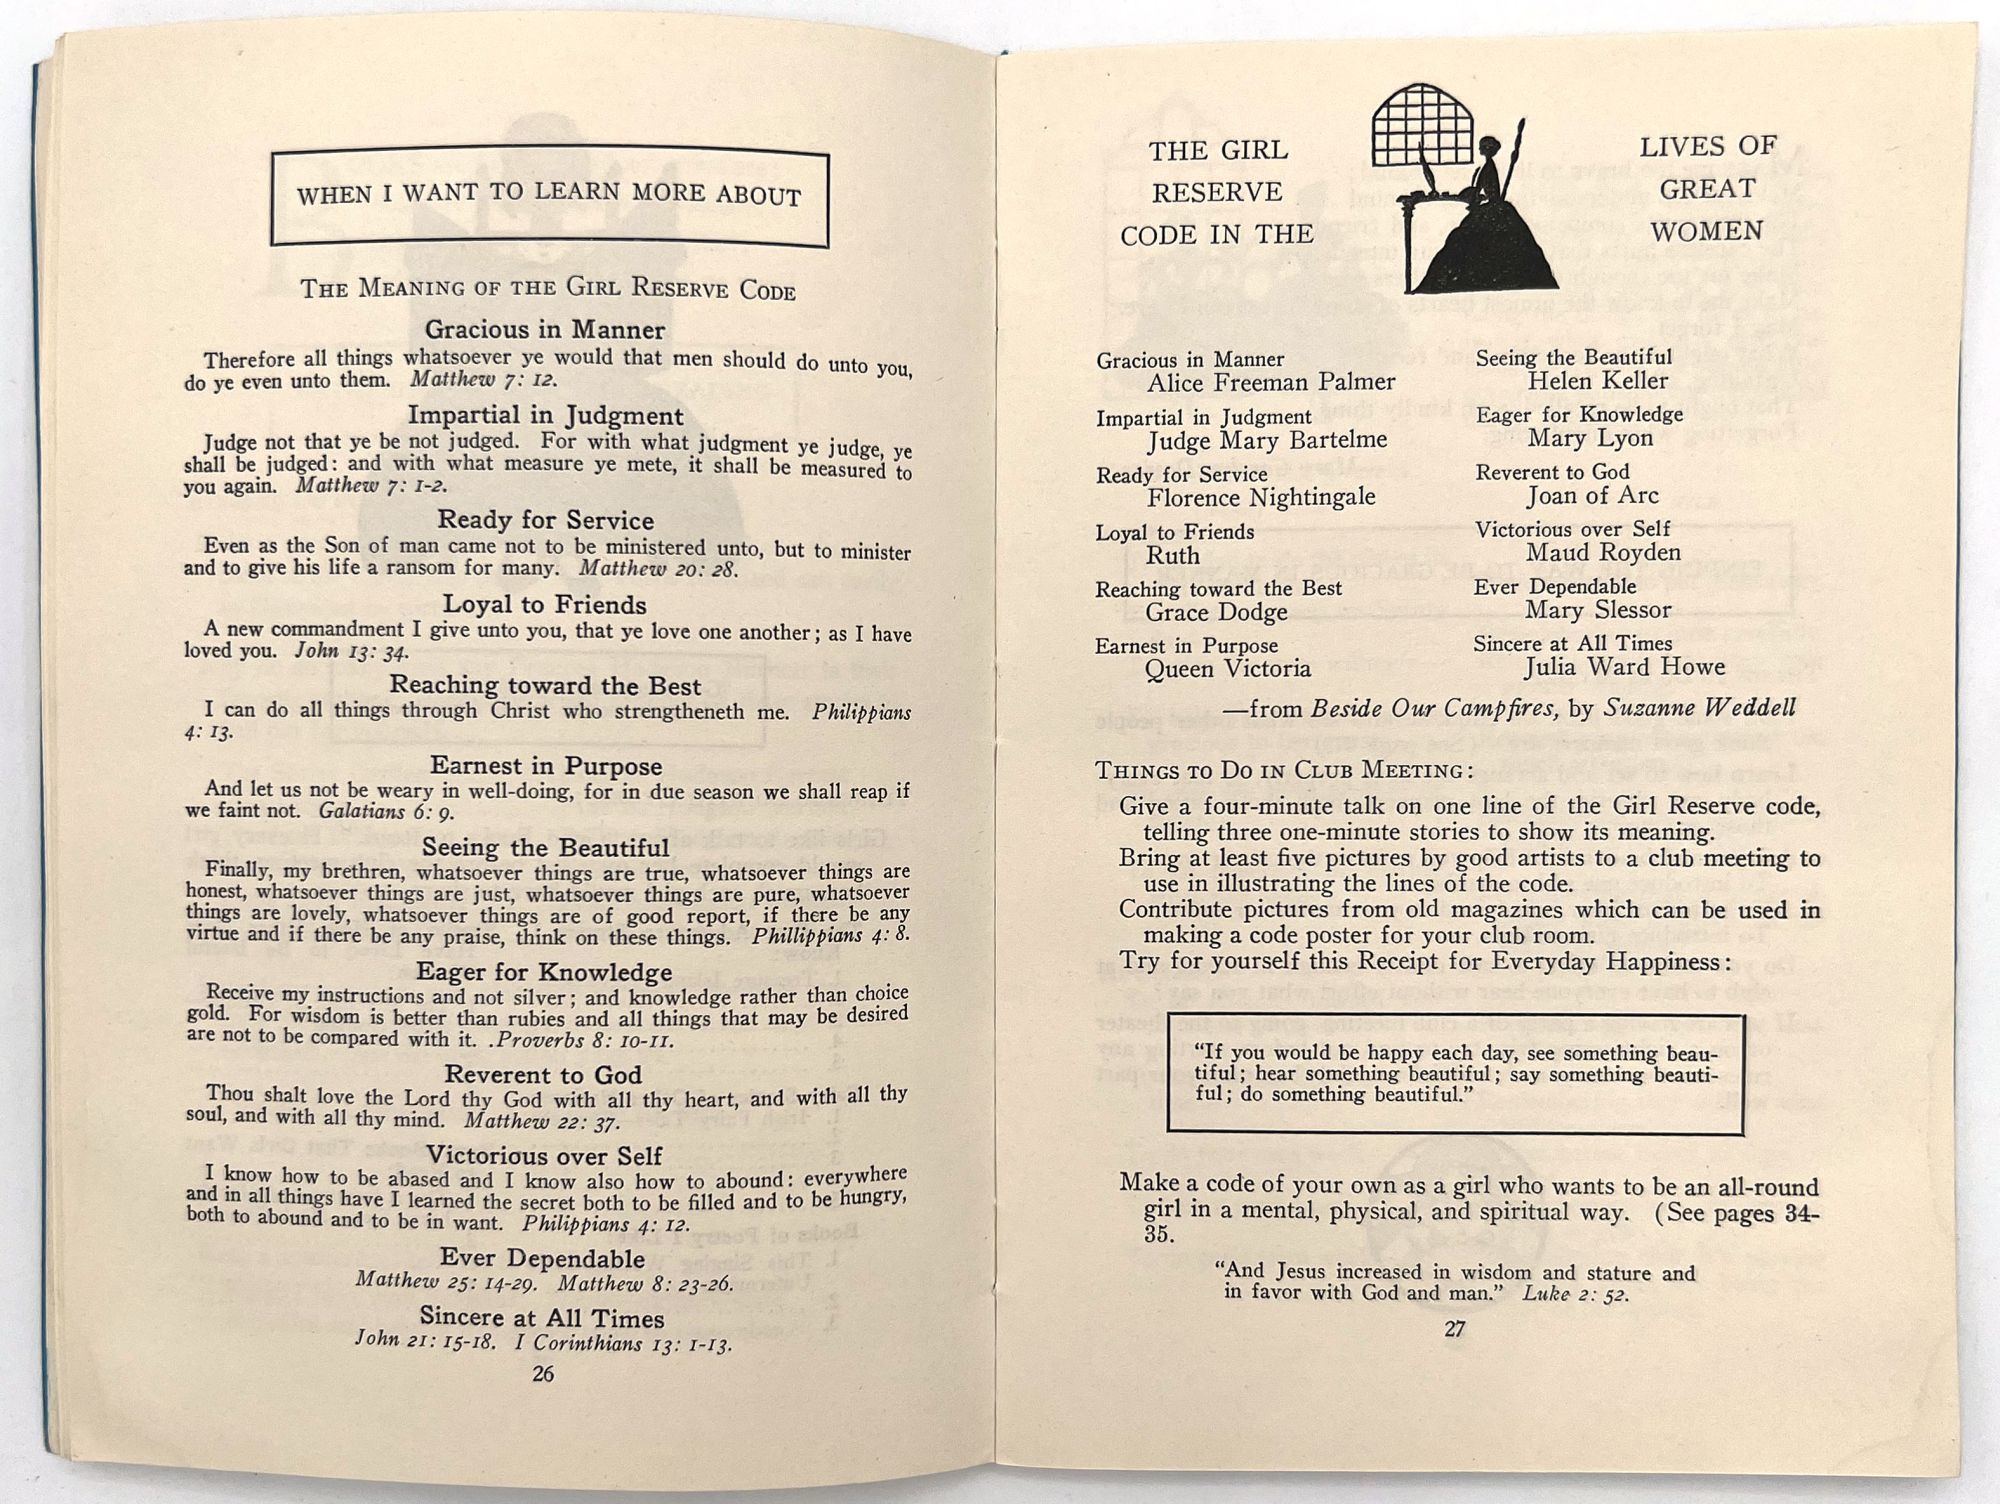 WHEN I WANT TO LEARN MORE ABOUT
THE MEANING OF THE GIRL RESERVE CODE
Gracious in Manner
Therefore all things whatsoever ye would that men should do unto you,
do ye even unto them. Matthew 7: 12.
Impartial in Judgment
Judge not that ye be not judged. For with what judgment ye judge, ye
shall be judged: and with what measure ye mete, it shall be measured to
you again. Matthew 7: 1-2.
Ready for Service
Even as the Son of man came not to be ministered unto, but to minister
and to give his life a ransom for many. Matthew 20: 28.
Loyal to Friends
A new commandment I give unto you, that ye love one another; as I have
loved you. John 13: 34.
Reaching toward the Best
I can do all things through Christ who strengtheneth me. Philippians
4: 13.
Earnest in Purpose
And let us not be weary in well-doing, for in due season we shall reap if
we faint not. Galatians 6: 9.
Seeing the Beautiful
Finally, my brethren, whatsoever things are true, whatsoever things are
honest, whatsoever things are just, whatsoever things are pure, whatsoever
things are lovely, whatsoever things are of good report, if there be any
virtue and if there be any praise, think on these things. Phillippians 4: 8.
Eager for Knowledge
Receive my instructions and not silver; and knowledge rather than choice
gold. For wisdom is better than rubies and all things that may be desired
are not to be compared with it. .Proverbs 8: 10-11.
Reverent to God
Thou shalt love the Lord thy God with all thy heart, and with all thy
soul, and with all thy mind. Matthew 22: 37.
Victorious over Self
I know how to be abased and I know also how to abound: everywhere
and in all things have I learned the secret both to be filled and to be hungry,
both to abound and to be in want. Philippians 4: 12.
Ever Dependable
Matthew 25: 14-29. Matthew 8: 23-26.
Sincere at All Times
John 21: 15-18. I Corinthians 13: 1-13.
26
THE GIRL
RESERVE
CODE IN THE
LIVES OF
GREAT
WOMEN
Gracious in Manner
Alice Freeman Palmer
Impartial in Judgment
Judge Mary Bartelme
Ready for Service
Florence Nightingale
Loyal to Friends
Ruth
Reaching toward the Best
Grace Dodge
Earnest in Purpose
Queen Victoria
Seeing the Beautiful
Helen Keller
Eager for Knowledge
Mary Lyon
Reverent to God
Joan of Arc
Victorious over Self
Maud Royden
Ever Dependable
Mary Slessor
Sincere at All Times
Julia Ward Howe
—from Beside Our Campfires, by Suzanne Weddell
THINGS TO DO IN CLUB MEETING:
Give a four-minute talk on one line of the Girl Reserve code,
telling three one-minute stories to show its meaning.
Bring at least five pictures by good artists to a club meeting to
use in illustrating the lines of the code.
Contribute pictures from old magazines which can be used in
making a code poster for your club room.
Try for yourself this Receipt for Everyday Happiness:
"If you would be happy each day, see something beau-
tiful; hear something beautiful; say something beauti-
ful; do something beautiful."
Make a code of your own as a girl who wants to be an all-round
girl in a mental, physical, and spiritual way. (See pages 34-
35.
"And Jesus increased in wisdom and stature and
in favor with God and man." Luke 2: 52.
27